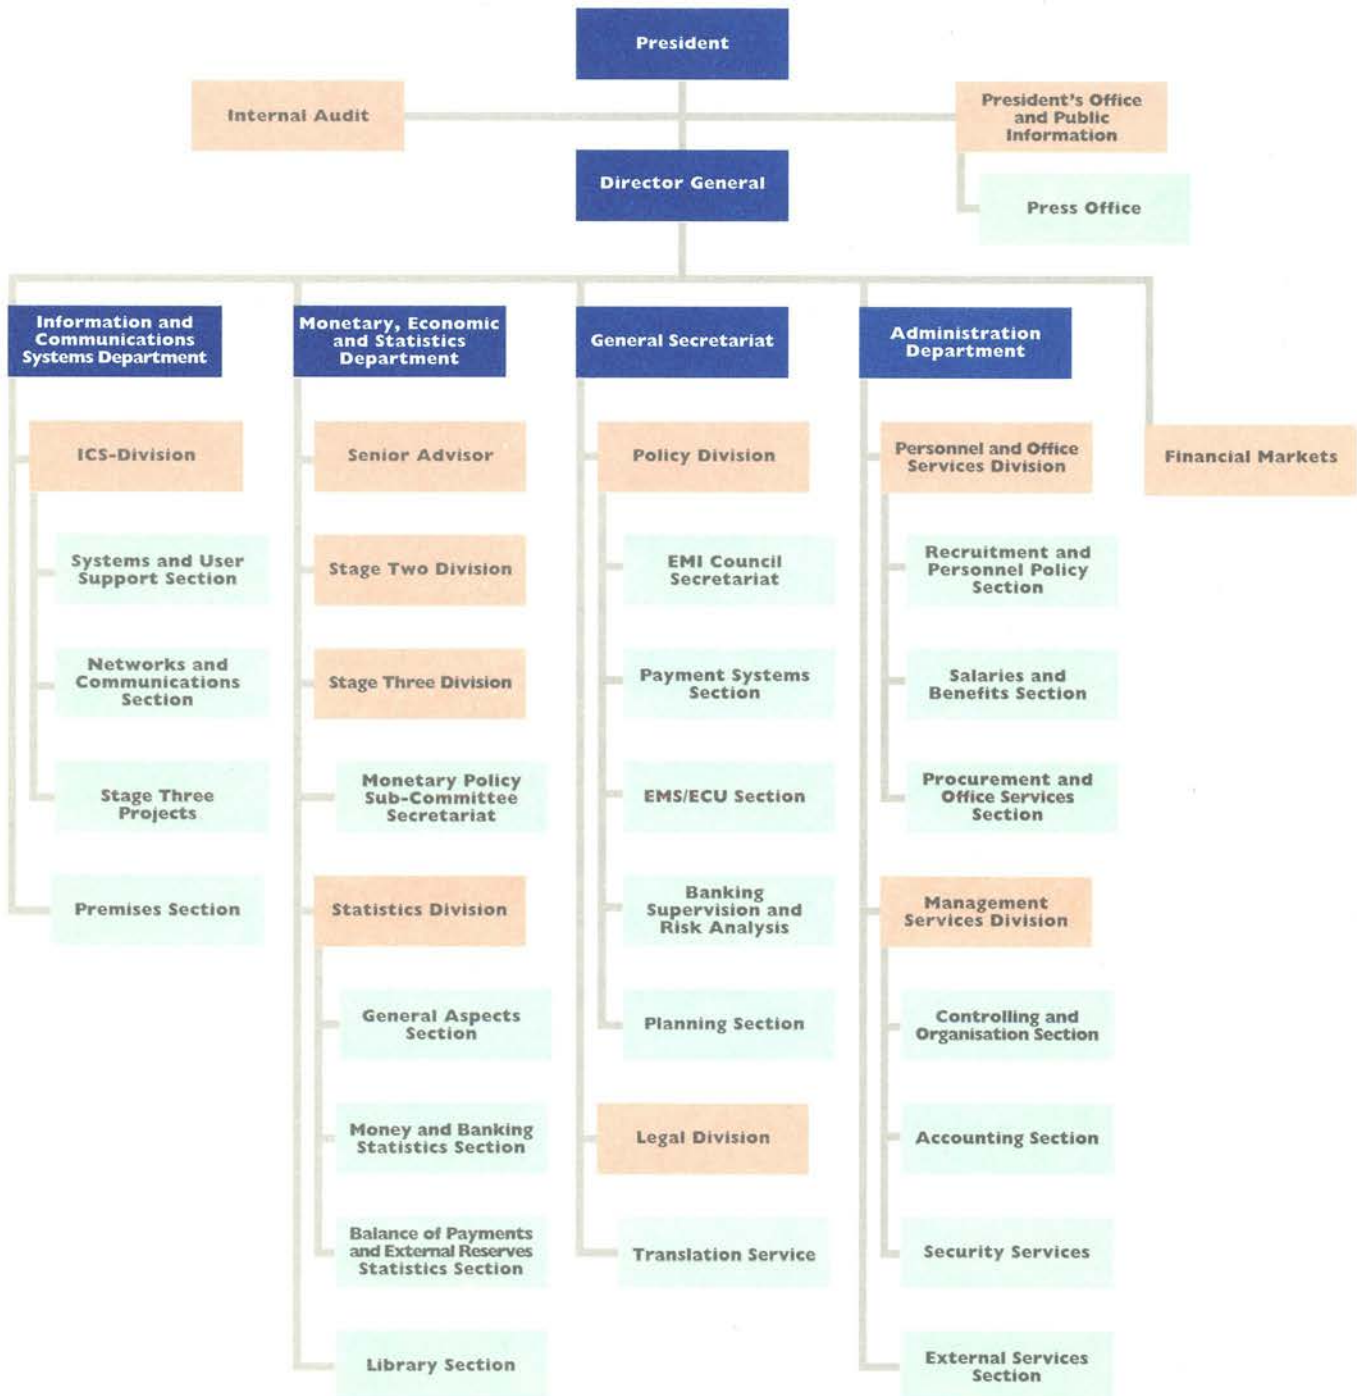 President
Internal Audit
President's Office
and Public
Information
Director General
Press Office
Information and
Communications
Systems Department
Monetary, Economic
and Statistics
Department
General Secretariat
Administration
Department
Financial Markets
ICS-Division
Systems and User
Support Section
Networks and
Communications
Section
Stage Three
Projects
Premises Section
Senior Advisor
Stage Two Division
Stage Three Division
Monetary Policy
Sub-Committee
Secretariat
Statistics Division
General Aspects
Section
Money and Banking
Statistics Section
Balance of Payments
and External Reserves
Statistics Section
Library Section
Policy Division
EMI Council
Secretariat
Payment Systems
Section
EMS/ECU Section
Banking
Supervision and
Risk Analysis
Planning Section
Legal Division
Translation Service
Personnel and Office
Services Division
Recruitment and
Personnel Policy
Section
Salaries and
Benefits Section
Procurement and
Office Services
Section
Management
Services Division
Controlling and
Organisation Section
Accounting Section
Security Services
External Services
Section